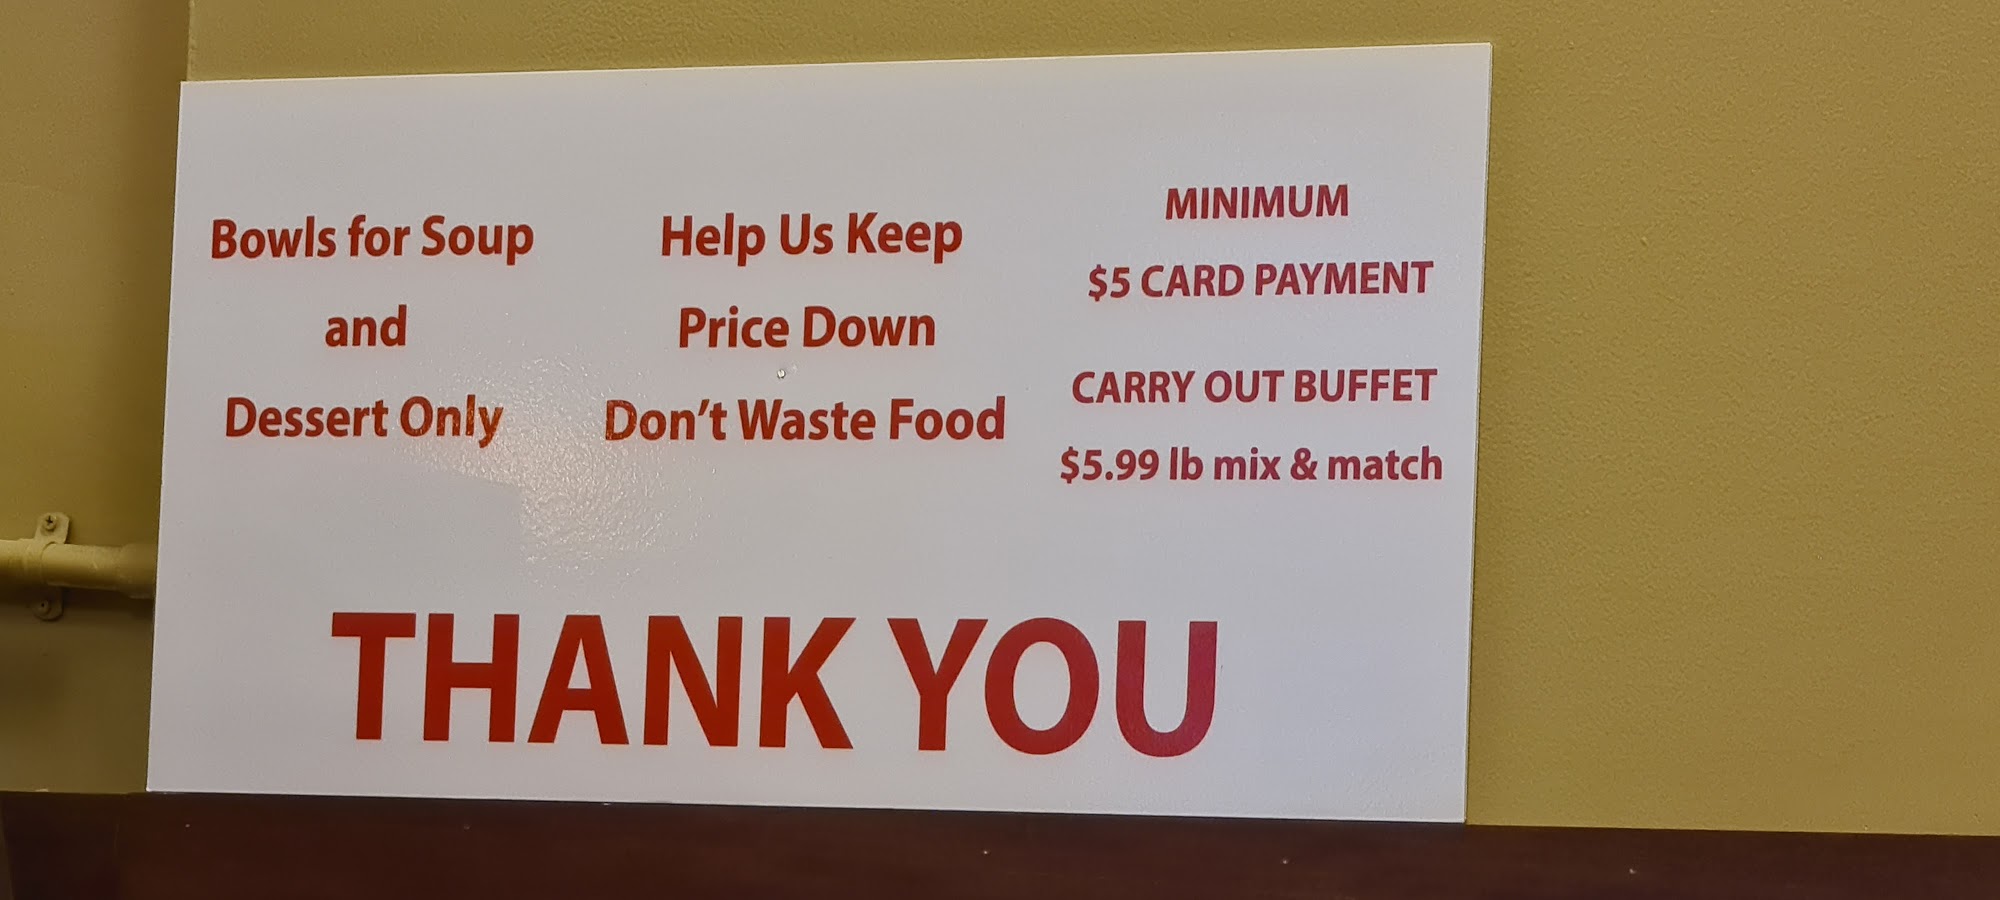 Bowls for Soup
and
Dessert Only
Help Us Keep
Price Down
Don't Waste Food
MINIMUM
$5 CARD PAYMENT
CARRY OUT BUFFET
$5.99 lb mix & match
THANK YOU